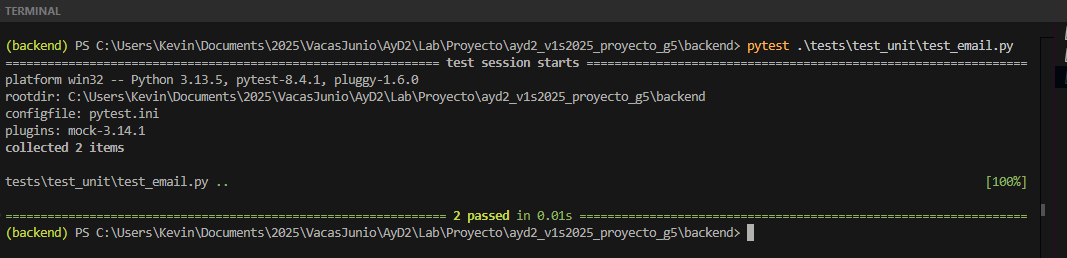 TERMINAL
(backend) PS C:\Users\Kevin\Documents\2025\VacasJunio\AyD2\Lab\Proyecto\ayd2_v1s2025_proyecto_g5\backend> pytest .\tests\test_unit\test_email.py
============================================================== test session starts ===============================================================
platform win32 -- Python 3.13.5, pytest-8.4.1, pluggy-1.6.0
rootdir: C:\Users\Kevin\Documents\2025\VacasJunio\AyD2\Lab\Proyecto\ayd2_v1s2025_proyecto_g5\backend
configfile: pytest.ini
plugins: mock-3.14.1
collected 2 items
tests\test_unit\test_email.py .. [100%]
=============================================================== 2 passed in 0.01s ================================================================
(backend) PS C:\Users\Kevin\Documents\2025\VacasJunio\AyD2\Lab\Proyecto\ayd2_v1s2025_proyecto_g5\backend>